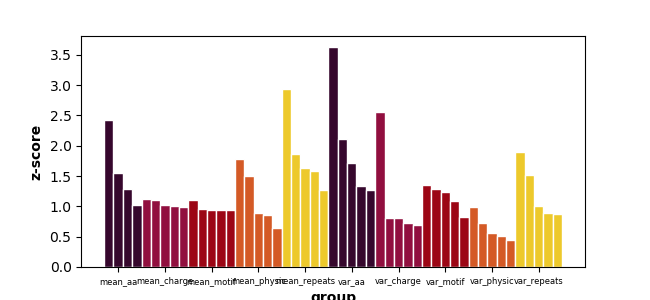 z-score
3.5
3.0
2.5
2.0
1.5
1.0
0.5
0.0
mean_aa mean_charge mean_motif mean_physic mean_repeats var_aa var_charge var_motif var_physic var_repeats
group